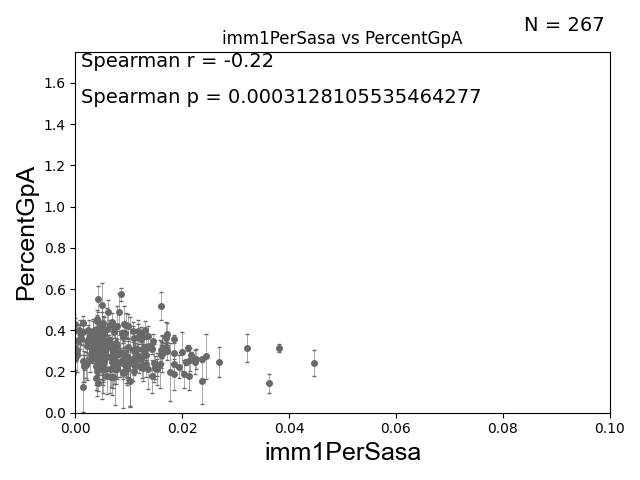 N = 267
imm1PerSasa vs PercentGpA
Spearman r = -0.22
Spearman p = 0.0003128105535464277
1.6
1.4
1.2
1.0
0.8
0.6
0.4
0.2
0.0
PercentGpA
0.00 0.02 0.04 0.06 0.08 0.10
imm1PerSasa